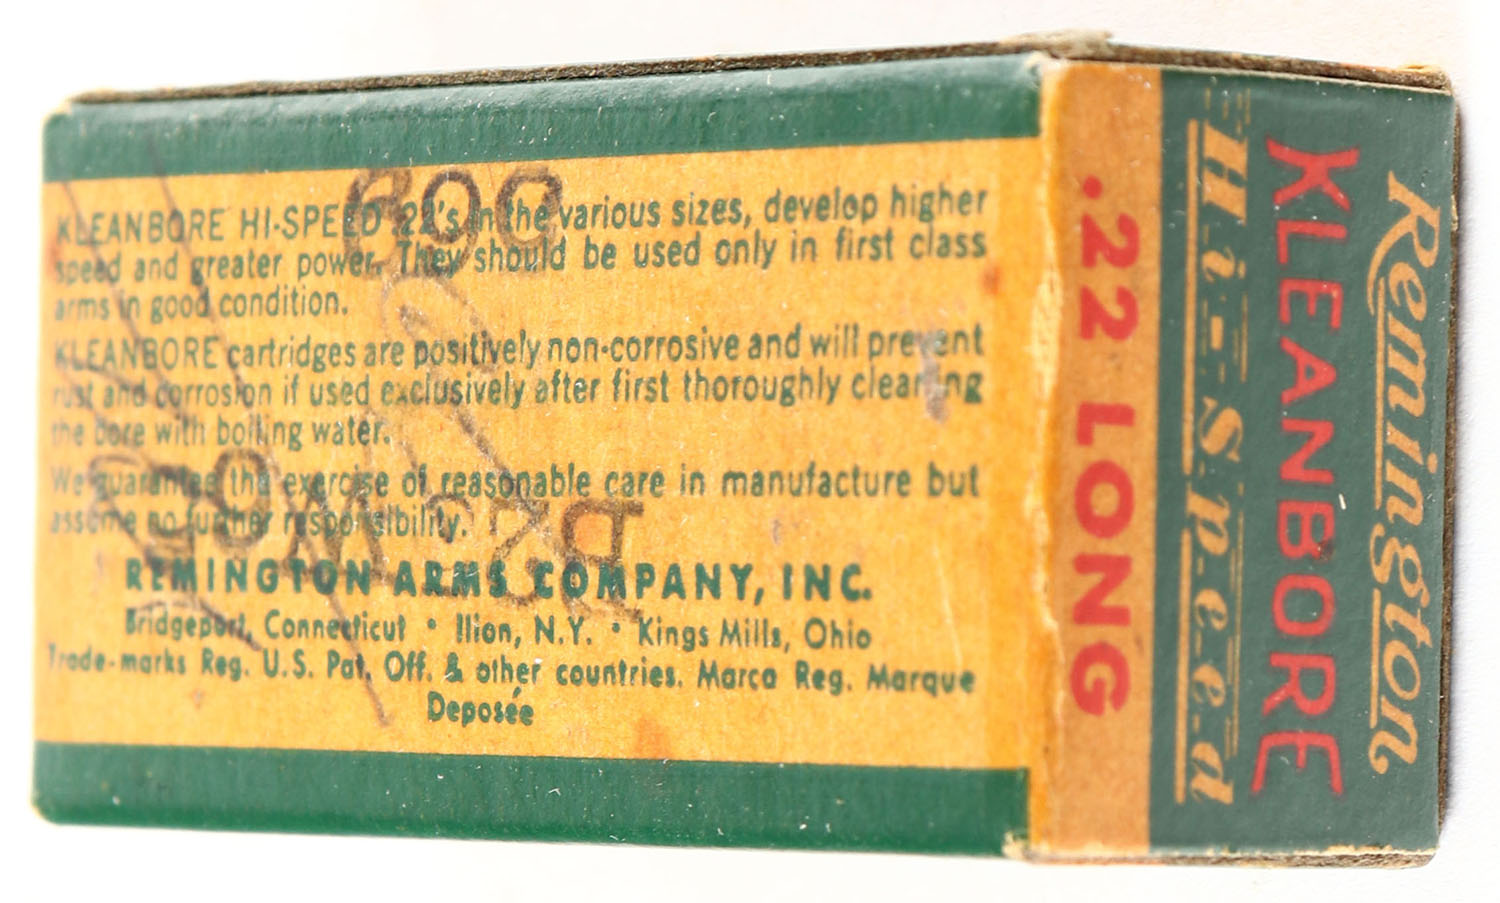 KLEANBORE HI-SPEED 22's in the various sizes, develop higher
speed and greater power. They should be used only in first class
arms in good condition.
KLEANBORE cartridges are positively non-corrosive and will prevent
rust and corrosion if used exclusively after first thoroughly cleaning
the bore with boiling water.
We guarantee the exercise of reasonable care in manufacture but
assume no further responsibility.
REMINGTON ARMS COMPANY, INC.
Bridgeport, Connecticut • Ilion, N.Y. • Kings Mills, Ohio
Trade-marks Reg. U.S. Pat. Off. & other countries. Marca Reg. Marque
Deposée
Remington
KLEANBORE
Hi-Speed
.22 LONG